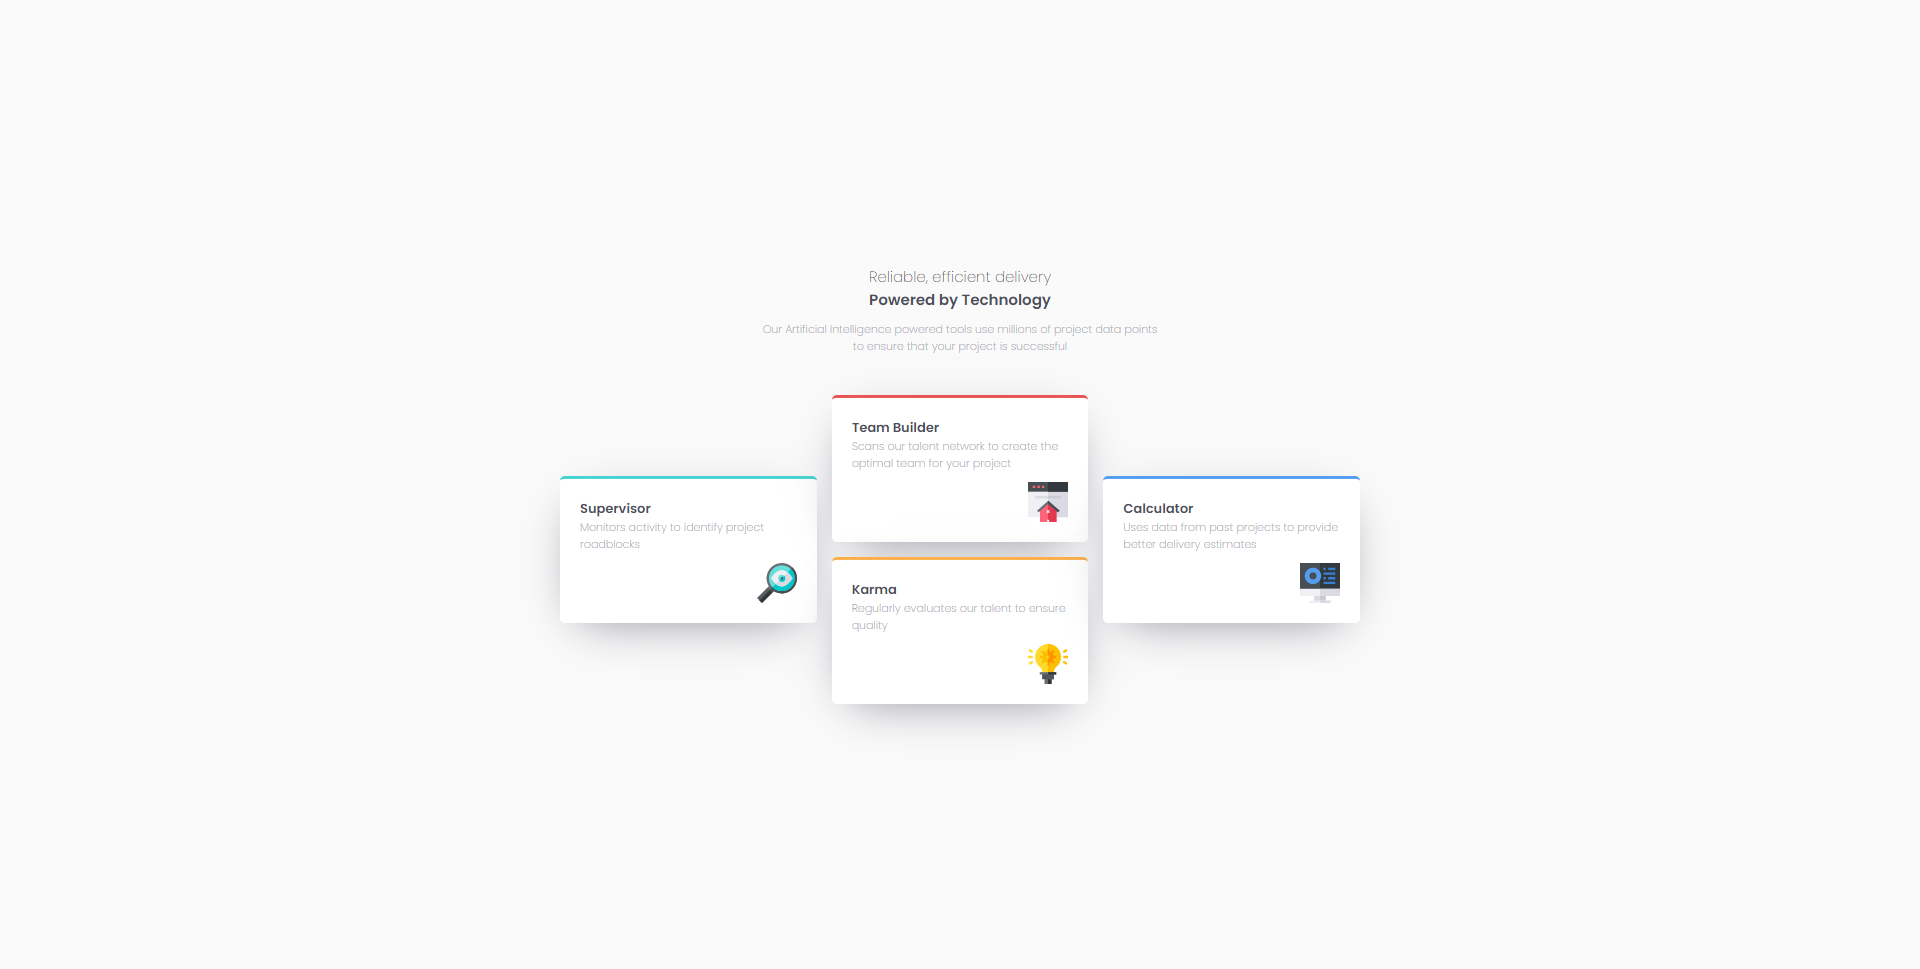 Reliable, efficient delivery
Powered by Technology
Our Artificial Intelligence powered tools use millions of project data points
to ensure that your project is successful
Supervisor
Monitors activity to identify project
roadblocks
Team Builder
Scans our talent network to create the
optimal team for your project
Karma
Regularly evaluates our talent to ensure
quality
Calculator
Uses data from past projects to provide
better delivery estimates